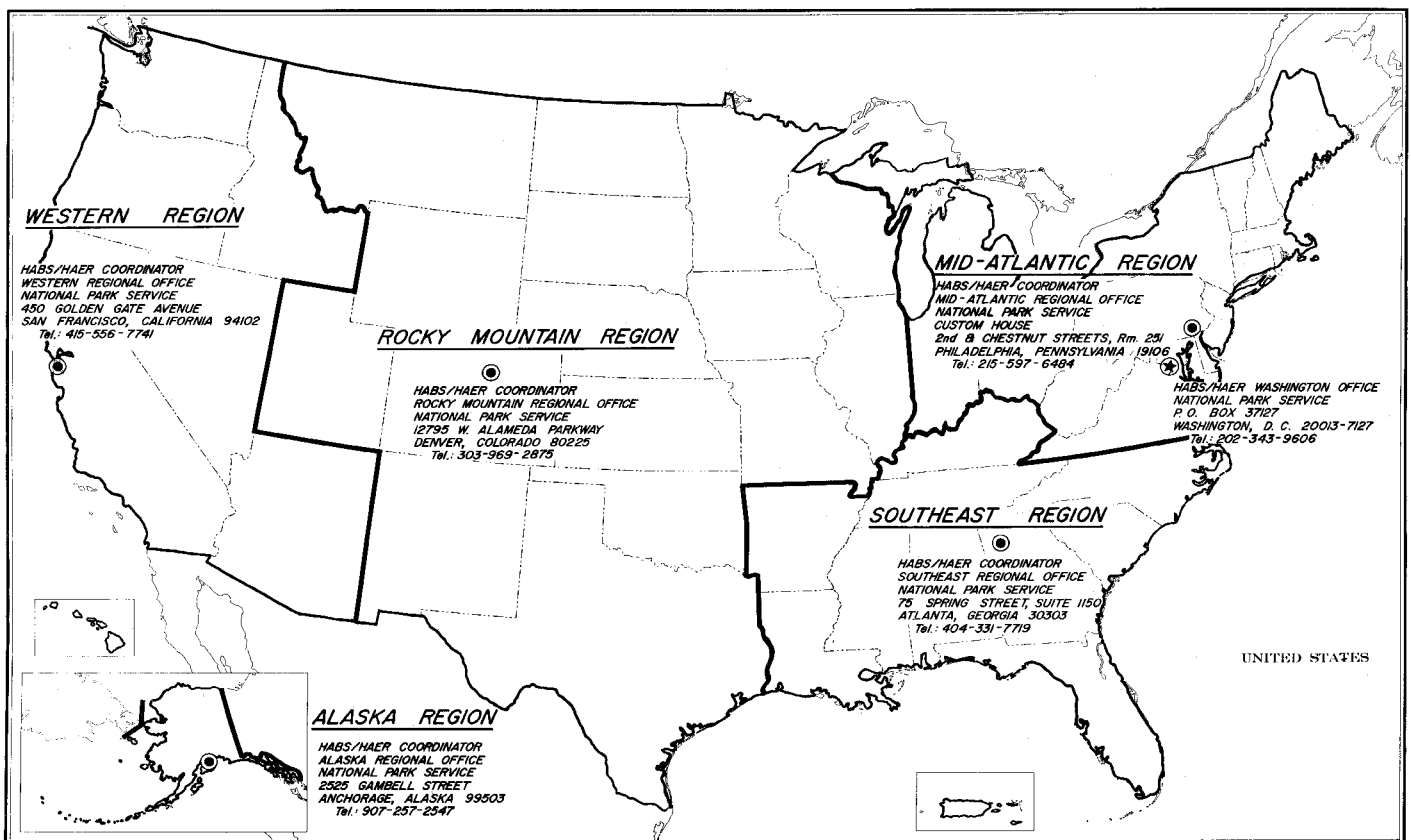 WESTERN REGION
HABS/HAER COORDINATOR
WESTERN REGIONAL OFFICE
NATIONAL PARK SERVICE
450 GOLDEN GATE AVENUE
SAN FRANCISCO, CALIFORNIA 94102
Tel.: 415-556-7741
ROCKY MOUNTAIN REGION
HABS/HAER COORDINATOR
ROCKY MOUNTAIN REGIONAL OFFICE
NATIONAL PARK SERVICE
12795 W. ALAMEDA PARKWAY
DENVER, COLORADO 80225
Tel.: 303-969-2875
MID-ATLANTIC REGION
HABS/HAER COORDINATOR
MID-ATLANTIC REGIONAL OFFICE
NATIONAL PARK SERVICE
CUSTOM HOUSE
2nd & CHESTNUT STREETS, Rm. 251
PHILADELPHIA, PENNSYLVANIA 19106
Tel.: 215-597-6484
HABS/HAER WASHINGTON OFFICE
NATIONAL PARK SERVICE
P.O. BOX 37127
WASHINGTON, D. C. 20013-7127
Tel.: 202-343-9606
SOUTHEAST REGION
HABS/HAER COORDINATOR
SOUTHEAST REGIONAL OFFICE
NATIONAL PARK SERVICE
75 SPRING STREET, SUITE 1150
ATLANTA, GEORGIA 30303
Tel.: 404-331-7719
UNITED STATES
ALASKA REGION
HABS/HAER COORDINATOR
ALASKA REGIONAL OFFICE
NATIONAL PARK SERVICE
2525 GAMBELL STREET
ANCHORAGE, ALASKA 99503
Tel.: 907-257-2547